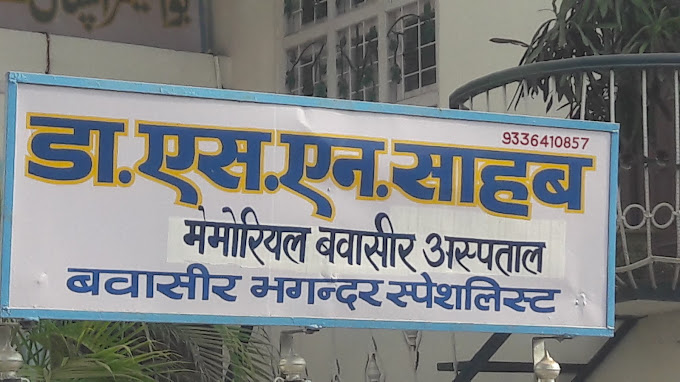 9336410857
डा.एस.एन.साहब
मेमोरियल बवासीर अस्पताल
बवासीर भगन्दर स्पेशलिस्ट